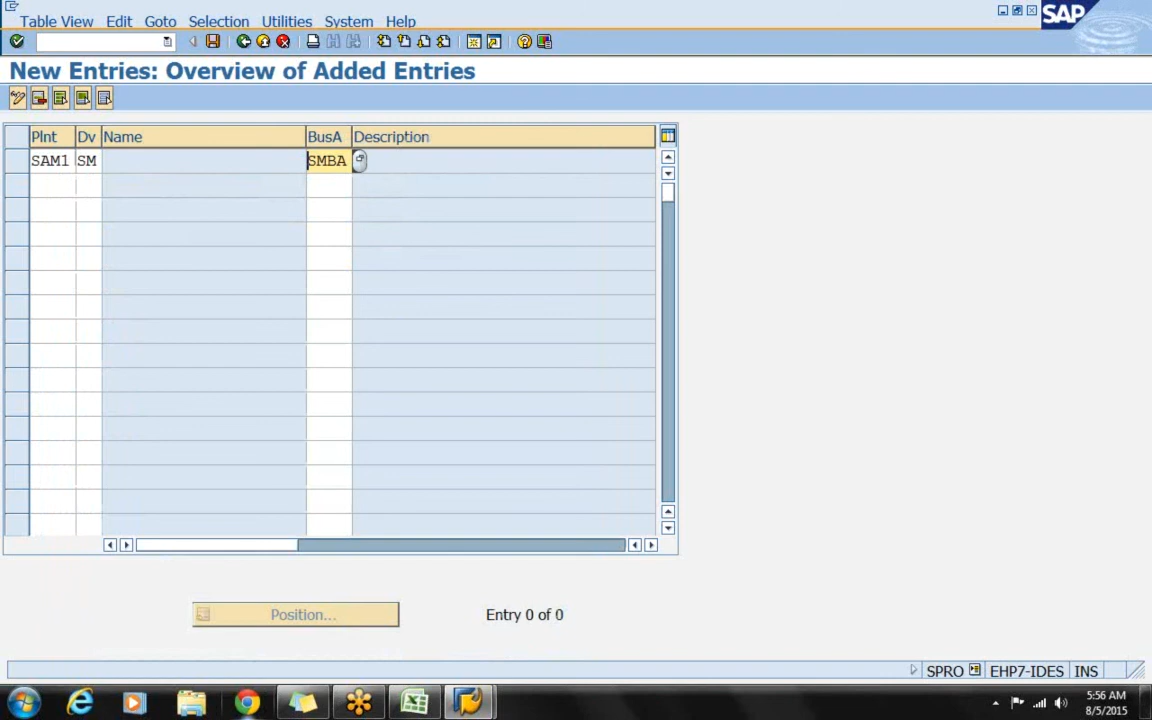 Table View Edit Goto Selection Utilities System Help
SAP
New Entries: Overview of Added Entries
Plnt Dv Name BusA Description
SAM1 SM SMBA
Position... Entry 0 of 0
SPRO EHP7-IDES INS
5:56 AM
8/5/2015